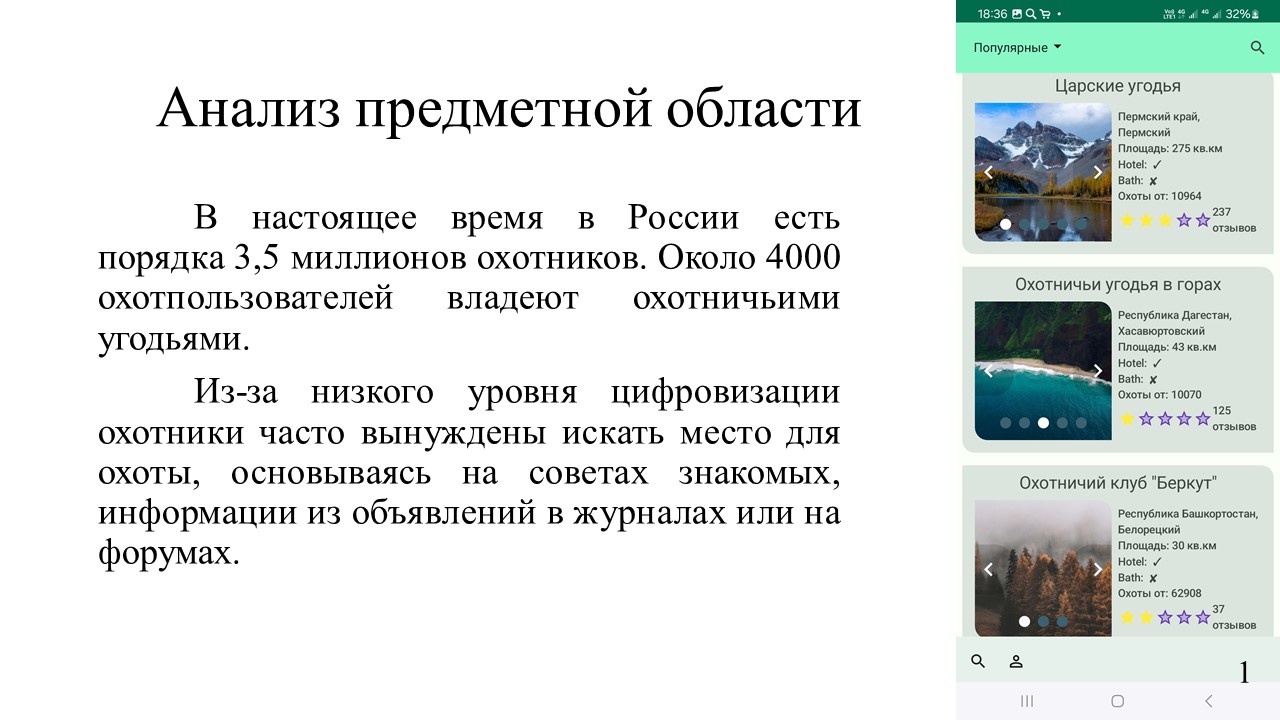 Анализ предметной области
В настоящее время в России есть
порядка 3,5 миллионов охотников. Около 4000
охотпользователей владеют охотничьими
угодьями.
Из-за низкого уровня цифровизации
охотники часто вынуждены искать место для
охоты, основываясь на советах знакомых,
информации из объявлений в журналах или на
форумах.
18:36
Vo) 4G 4G 32%
LTE1
Популярные
Царские угодья
Пермский край,
Пермский
Площадь: 275 кв.км
Hotel: ✓
Bath: ✘
Охоты от: 10964
237
отзывов
Охотничьи угодья в горах
Республика Дагестан,
Хасавюртовский
Площадь: 43 кв.км
Hotel: ✓
Bath: ✘
Охоты от: 10070
125
отзывов
Охотничий клуб "Беркут"
Республика Башкортостан,
Белорецкий
Площадь: 30 кв.км
Hotel: ✓
Bath: ✘
Охоты от: 62908
37
отзывов
1